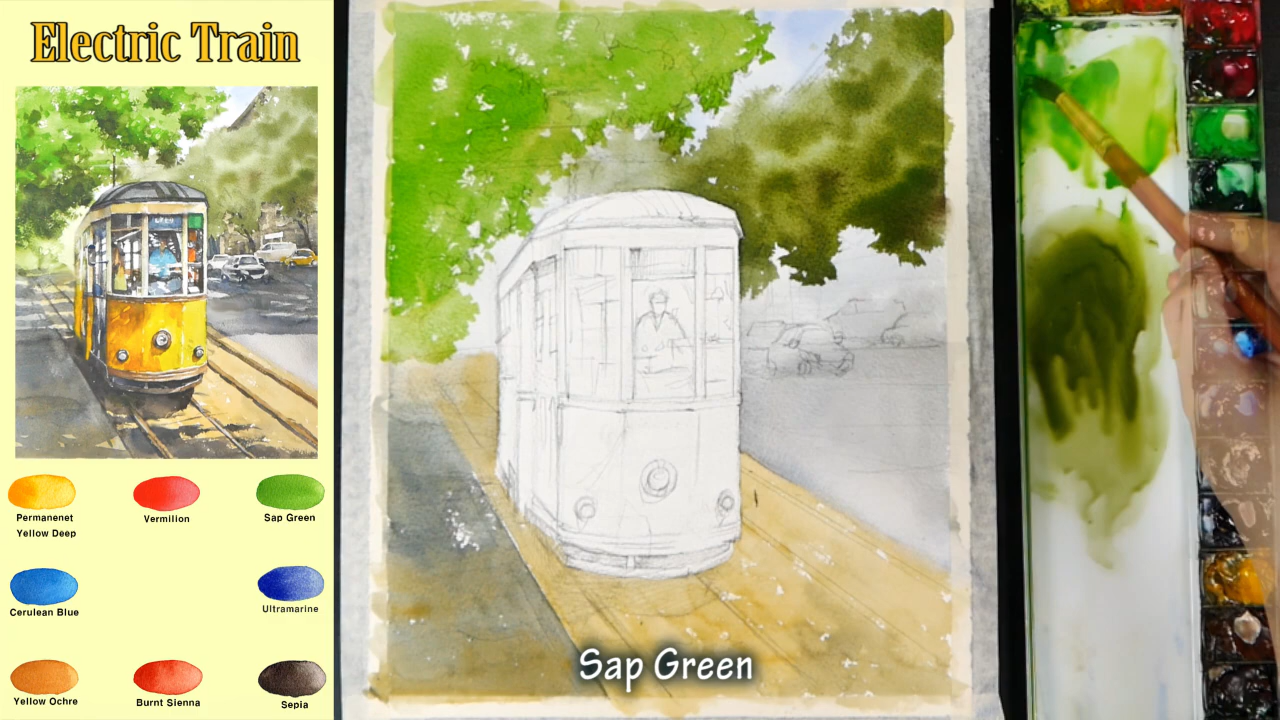 Electric Train
Permanenet
Yellow Deep
Vermilion
Sap Green
Cerulean Blue
Ultramarine
Yellow Ochre
Burnt Sienna
Sepia
Sap Green